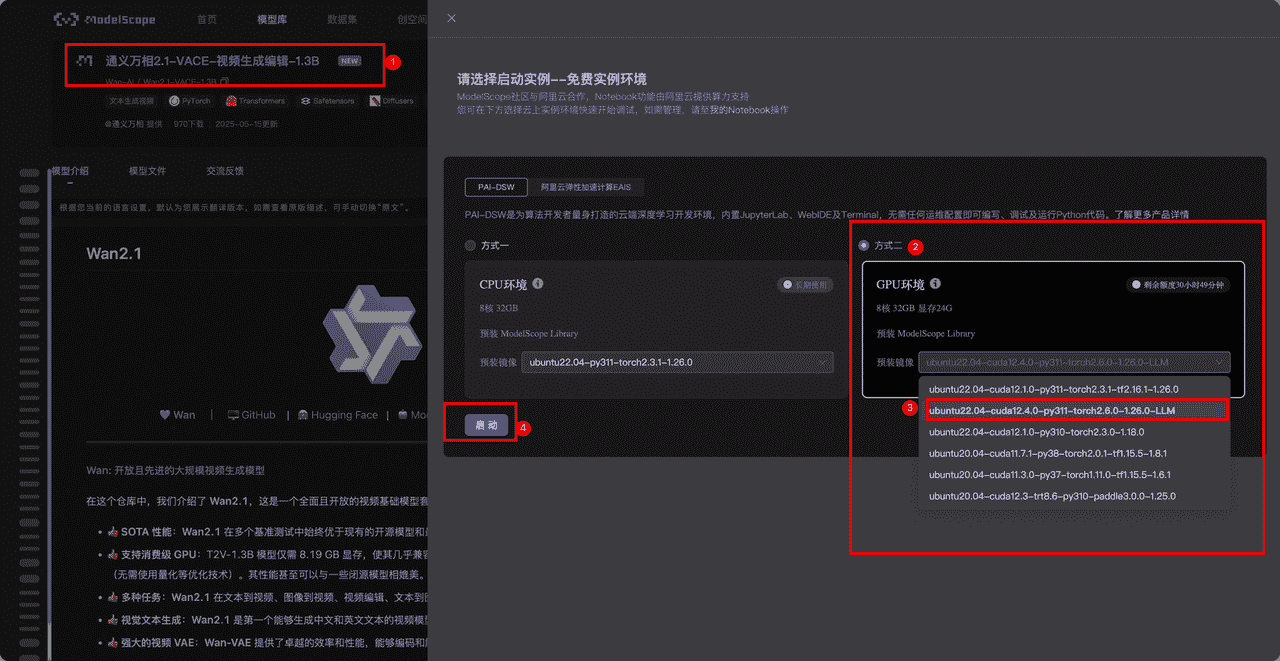 ModelScope 首页 模型库 数据集 创空间
通义万相2.1-VACE-视频生成编辑-1.3B NEW
1
Wan-AI / Wan2.1-VACE-1.3B
文本生成视频 PyTorch Transformers Safetensors Diffusers
@通义万相 提供 970下载 2025-05-15更新
模型介绍 模型文件 交流反馈
根据您当前的语言设置，默认为您展示翻译版本，如需查看原版描述，可手动切换“原文”。
Wan2.1
Wan | GitHub | Hugging Face |
Wan: 开放且先进的大规模视频生成模型
在这个仓库中，我们介绍了 Wan2.1，这是一个全面且开放的视频基础模型套
• 👍 SOTA 性能：Wan2.1 在多个基准测试中始终优于现有的开源模型和
• 👍 支持消费级 GPU：T2V-1.3B 模型仅需 8.19 GB 显存，使其几乎兼容
（无需使用量化等优化技术）。其性能甚至可以与一些闭源模型相媲美。
• 👍 多种任务：Wan2.1 在文本到视频、图像到视频、视频编辑、文本到
• 👍 视觉文本生成：Wan2.1 是第一个能够生成中文和英文文本的视频模
• 👍 强大的视频 VAE：Wan-VAE 提供了卓越的效率和性能，能够编码和
请选择启动实例--免费实例环境
ModelScope社区与阿里云合作，Notebook功能由阿里云提供算力支持
您可在下方选择云上实例环境快速开始调试，如需管理，请至我的Notebook操作
PAI-DSW 阿里云弹性加速计算EAIS
PAI-DSW是为算法开发者量身打造的云端深度学习开发环境，内置JupyterLab、WebIDE及Terminal，无需任何运维配置即可编写、调试及运行Python代码。了解更多产品详情
方式一
CPU环境 长期使用
8核 32GB
预装 ModelScope Library
预装镜像 ubuntu22.04-py311-torch2.3.1-1.26.0
启动
4
方式二 2
GPU环境 剩余额度30小时49分钟
8核 32GB 显存24G
预装 ModelScope Library
预装镜像 ubuntu22.04-cuda12.4.0-py311-torch2.6.0-1.26.0-LLM
ubuntu22.04-cuda12.1.0-py311-torch2.3.1-tf2.16.1-1.26.0
3 ubuntu22.04-cuda12.4.0-py311-torch2.6.0-1.26.0-LLM
ubuntu22.04-cuda12.1.0-py310-torch2.3.0-1.18.0
ubuntu20.04-cuda11.7.1-py38-torch2.0.1-tf1.15.5-1.8.1
ubuntu20.04-cuda11.3.0-py37-torch1.11.0-tf1.15.5-1.6.1
ubuntu20.04-cuda12.3-trt8.6-py310-paddle3.0.0-1.25.0